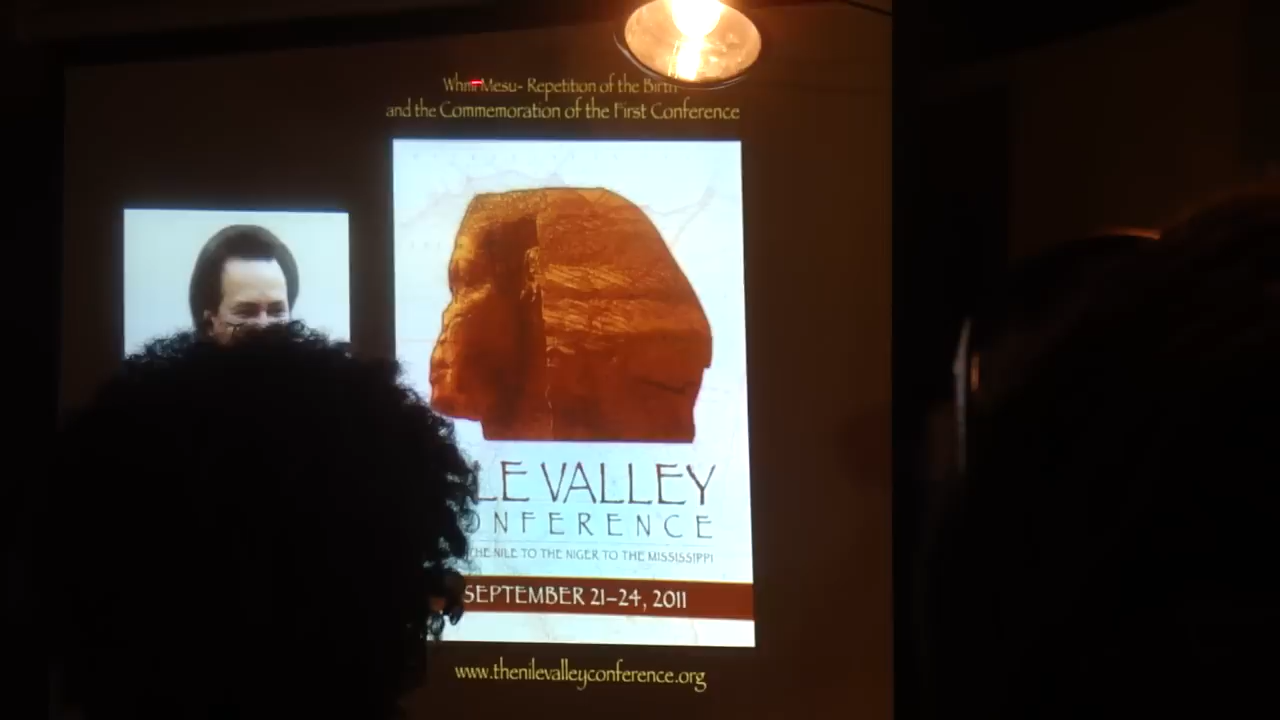 Mesu- Repetition of the Birth
and the Commemoration of the First Conference
LE VALLEY
ONFERENCE
THE NILE TO THE NIGER TO THE MISSISSIPPI
SEPTEMBER 21–24, 2011
www.thenilevalleyconference.org